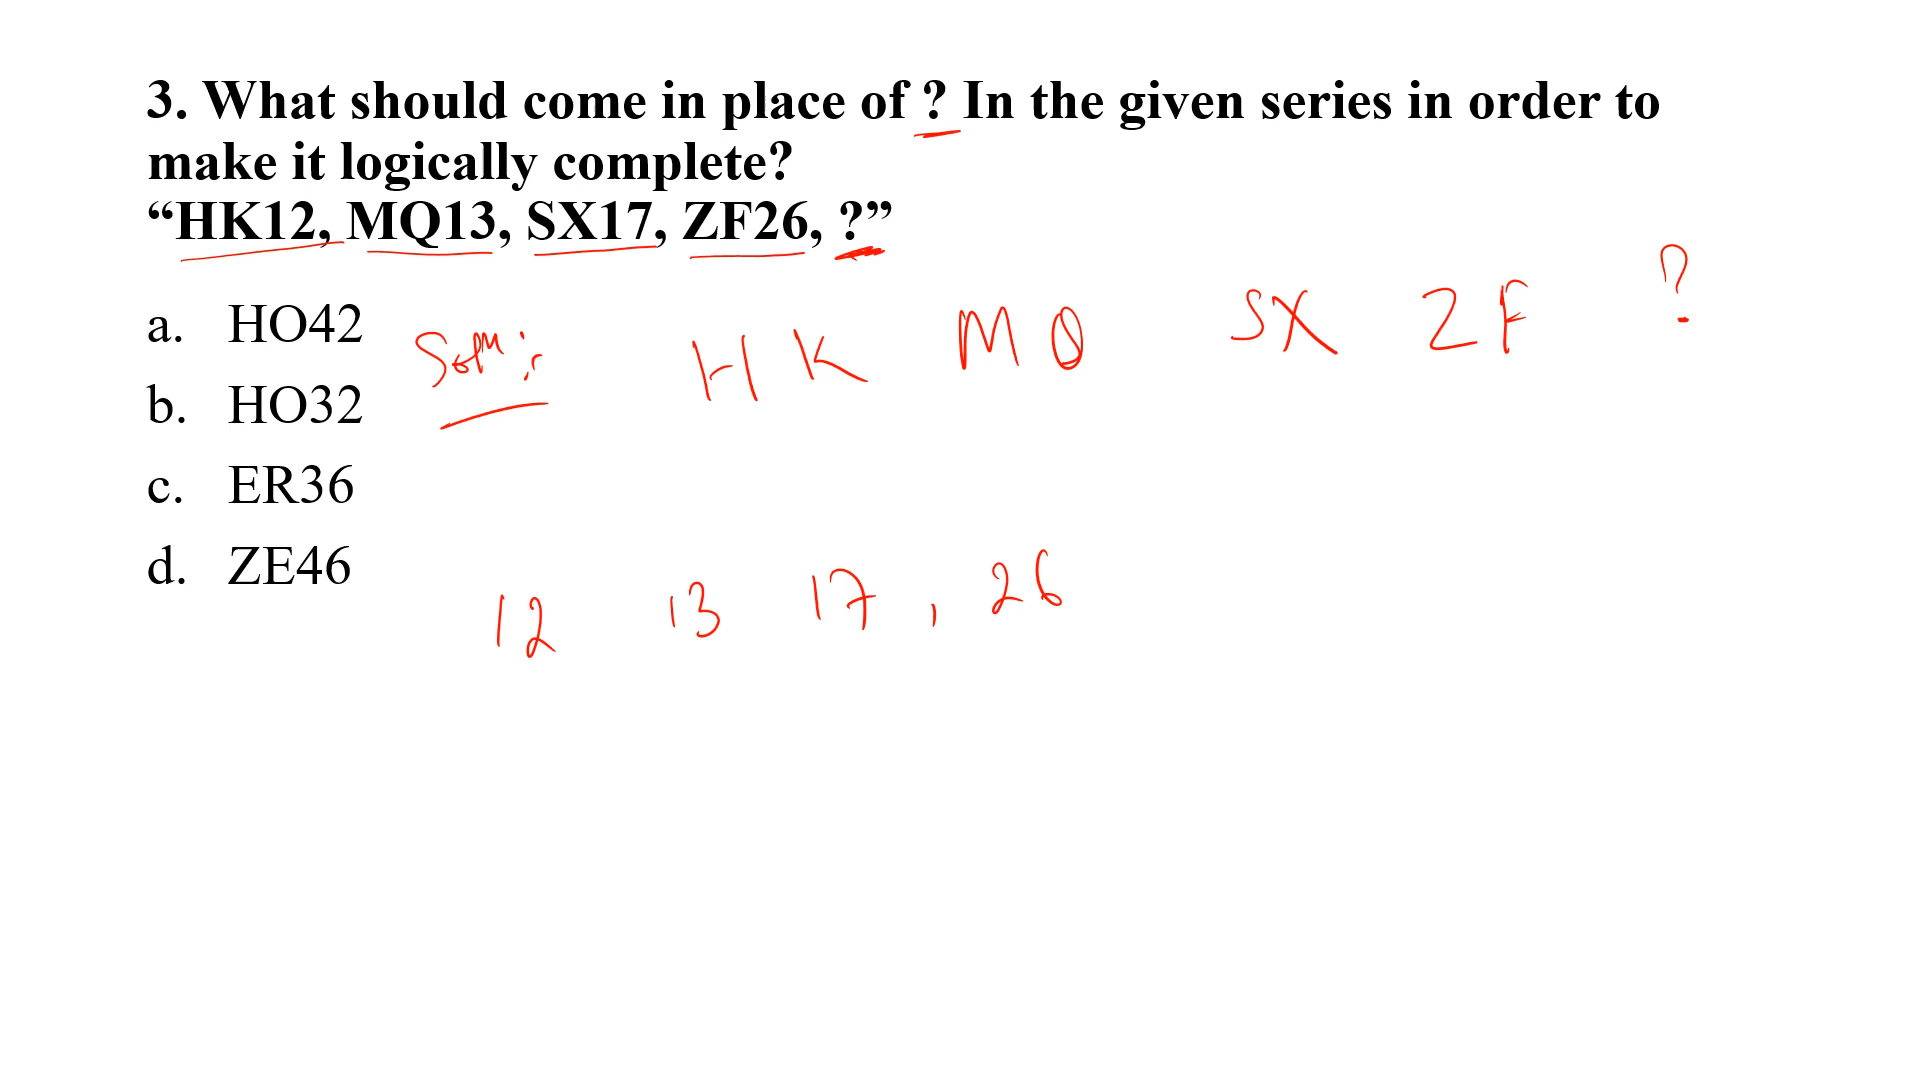 3. What should come in place of ? In the given series in order to
make it logically complete?
“HK12, MQ13, SX17, ZF26, ?”
a. HO42
b. HO32
c. ER36
d. ZE46
Solⁿ :-
H K M Q SX ZF ?
12 13 17 , 26